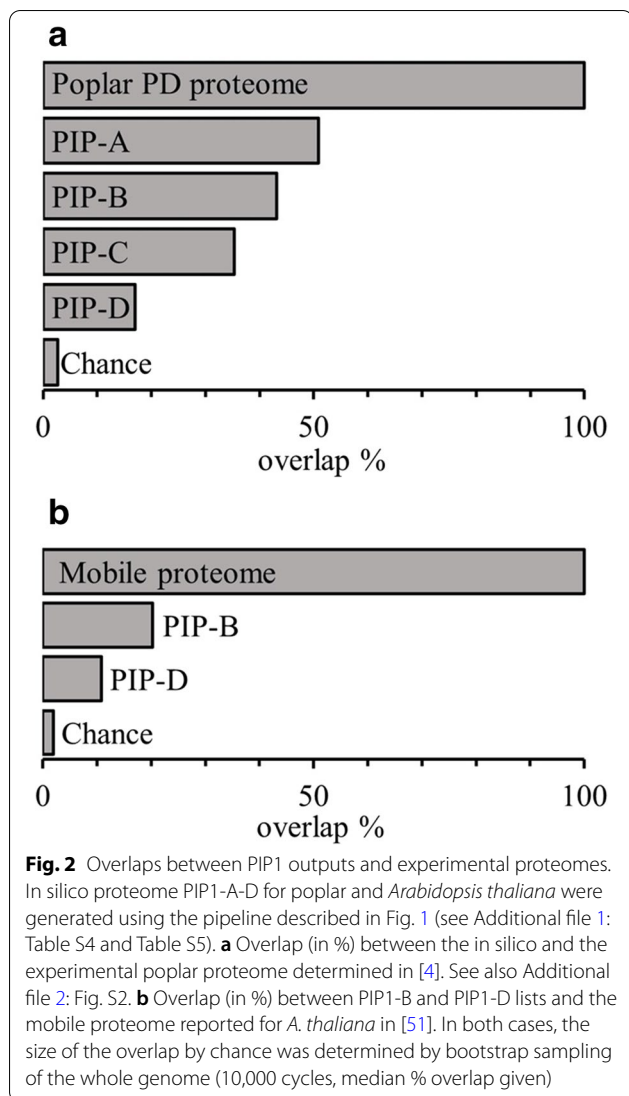 a
Poplar PD proteome
PIP-A
PIP-B
PIP-C
PIP-D
Chance
0 50 100
overlap %
b
Mobile proteome
PIP-B
PIP-D
Chance
0 50 100
overlap %
Fig. 2 Overlaps between PIP1 outputs and experimental proteomes.
In silico proteome PIP1-A-D for poplar and Arabidopsis thaliana were
generated using the pipeline described in Fig. 1 (see Additional file 1:
Table S4 and Table S5). a Overlap (in %) between the in silico and the
experimental poplar proteome determined in [4]. See also Additional
file 2: Fig. S2. b Overlap (in %) between PIP1-B and PIP1-D lists and the
mobile proteome reported for A. thaliana in [51]. In both cases, the
size of the overlap by chance was determined by bootstrap sampling
of the whole genome (10,000 cycles, median % overlap given)